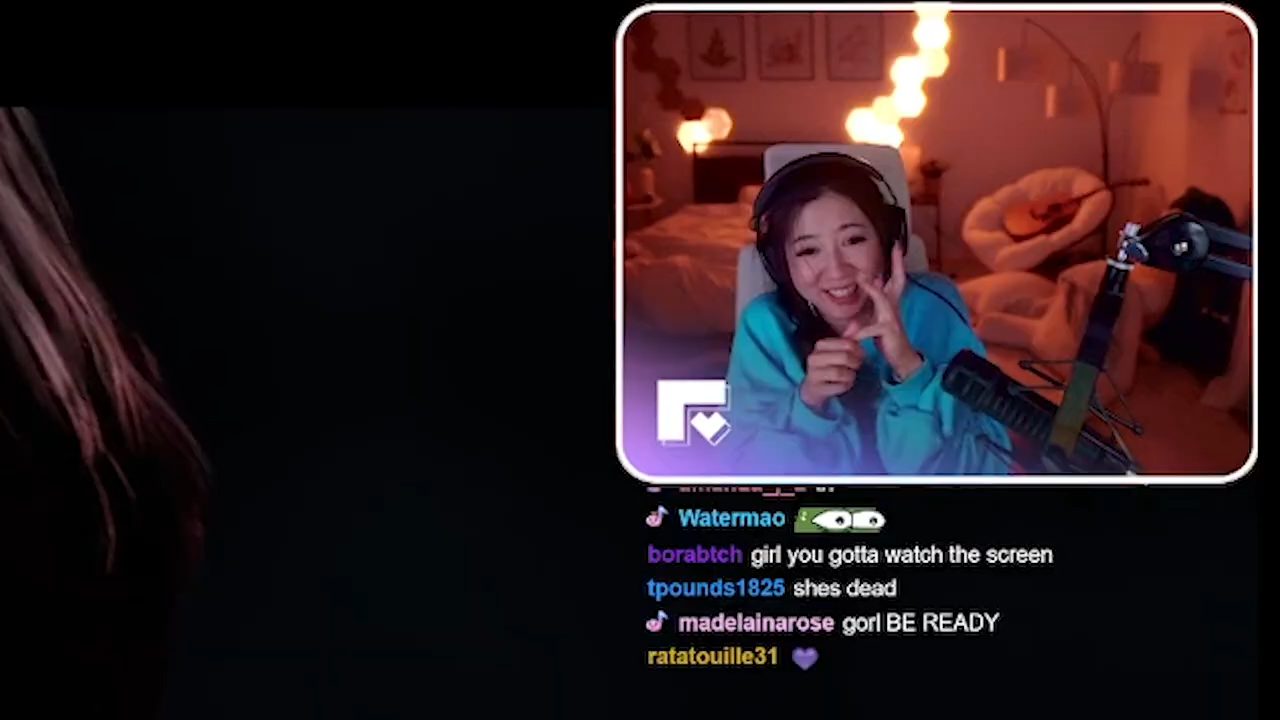 Watermao
borabtch girl you gotta watch the screen
tpounds1825 shes dead
madelainarose gorl BE READY
ratatouille31